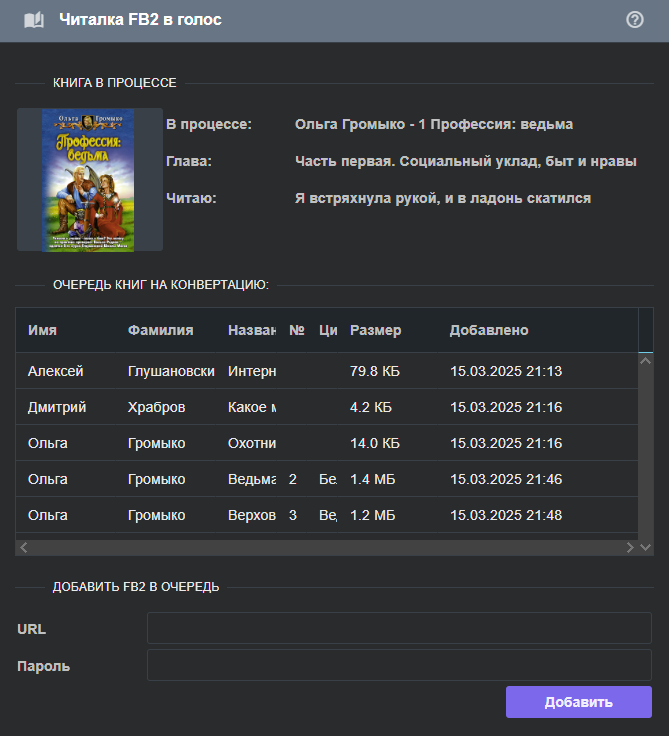 Читалка FB2 в голос
КНИГА В ПРОЦЕССЕ
Ольга Громыко
Профессия:
ведьма
В процессе: Ольга Громыко - 1 Профессия: ведьма
Глава: Часть первая. Социальный уклад, быт и нравы
Читаю: Я встряхнула рукой, и в ладонь скатился
ОЧЕРЕДЬ КНИГ НА КОНВЕРТАЦИЮ:
Имя Фамилия Назван № Ци Размер Добавлено
Алексей Глушановски Интерн 79.8 КБ 15.03.2025 21:13
Дмитрий Храбров Какое м 4.2 КБ 15.03.2025 21:16
Ольга Громыко Охотни 14.0 КБ 15.03.2025 21:16
Ольга Громыко Ведьма 2 Бе. 1.4 МБ 15.03.2025 21:46
Ольга Громыко Верхов 3 Ве 1.2 МБ 15.03.2025 21:48
ДОБАВИТЬ FB2 В ОЧЕРЕДЬ
URL
Пароль
Добавить